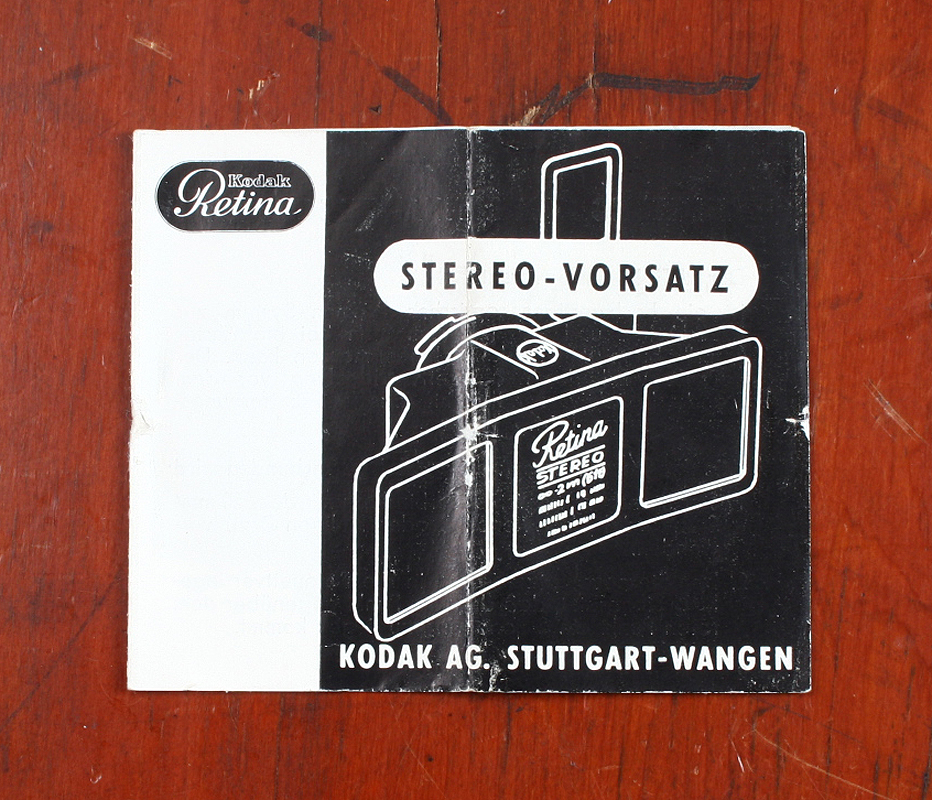 Kodak
Retina
STEREO-VORSATZ
Retina
STEREO
KODAK AG. STUTTGART-WANGEN